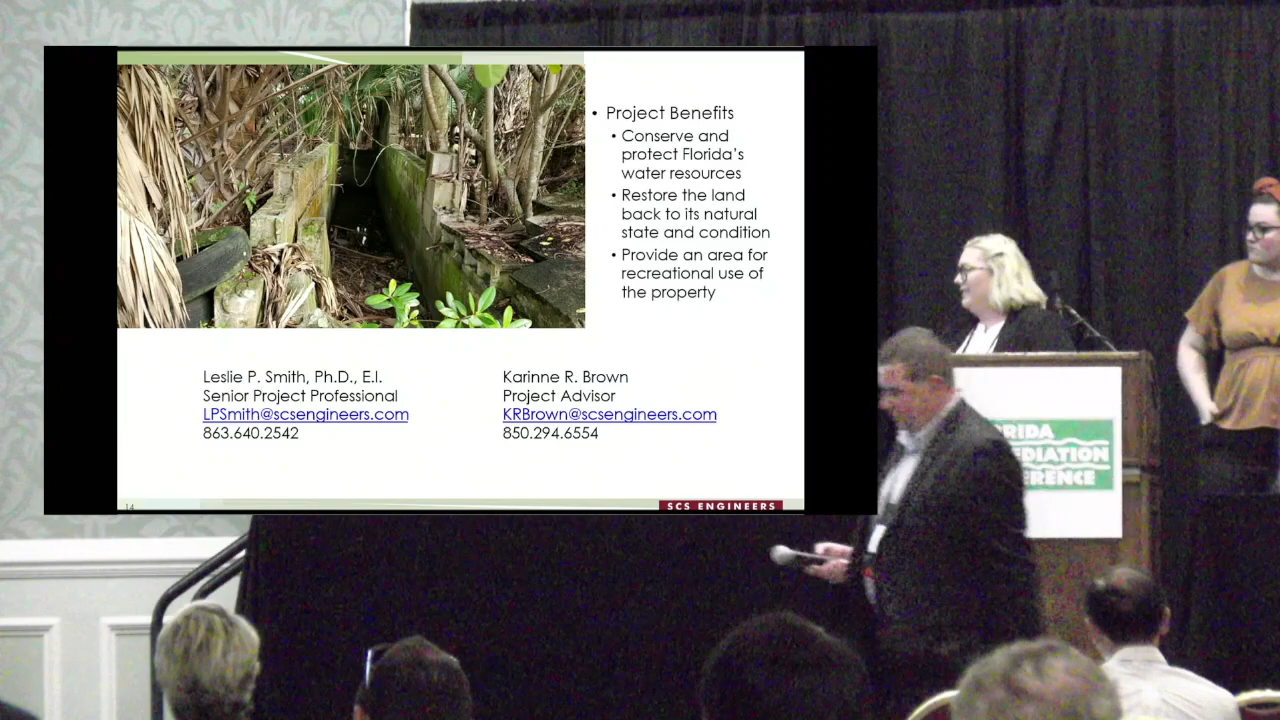 • Project Benefits
• Conserve and
protect Florida's
water resources
• Restore the land
back to its natural
state and condition
• Provide an area for
recreational use of
the property
Leslie P. Smith, Ph.D., E.I.
Senior Project Professional
LPSmith@scsengineers.com
863.640.2542
Karinne R. Brown
Project Advisor
KRBrown@scsengineers.com
850.294.6554
14
SCS ENGINEERS
RIDA
EDIATION
ERENCE